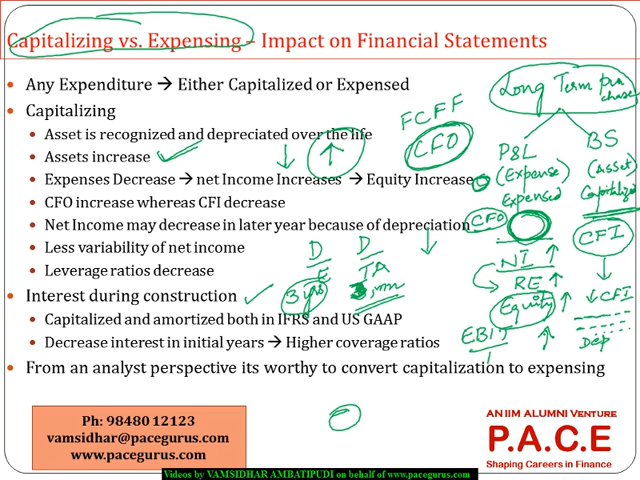 Capitalizing vs. Expensing – Impact on Financial Statements
• Any Expenditure → Either Capitalized or Expensed
• Capitalizing
• Asset is recognized and depreciated over the life
• Assets increase
• Expenses Decrease → net Income Increases → Equity Increase
• CFO increase whereas CFI decrease
• Net Income may decrease in later year because of depreciation
• Less variability of net income
• Leverage ratios decrease
• Interest during construction
• Capitalized and amortized both in IFRS and US GAAP
• Decrease interest in initial years → Higher coverage ratios
• From an analyst perspective its worthy to convert capitalization to expensing
FCFF
CFO
↓ ↑
D/E D/TA ↓
3 yrs
Long Term Pur
chase
P&L
(Expense)
Expensed
CFO
NI ↑
RE ↑
Equity ↑
EBIT ↑
BS
(Asset)
Capitalized
CFI
↓
↓ CFI
Dep
Ph: 98480 12123
vamsidhar@pacegurus.com
www.pacegurus.com
AN IIM ALUMNI VENTURE
P.A.C.E
Shaping Careers in Finance
Videos by VAMSIDHAR AMBATIPUDI on behalf of www.pacegurus.com